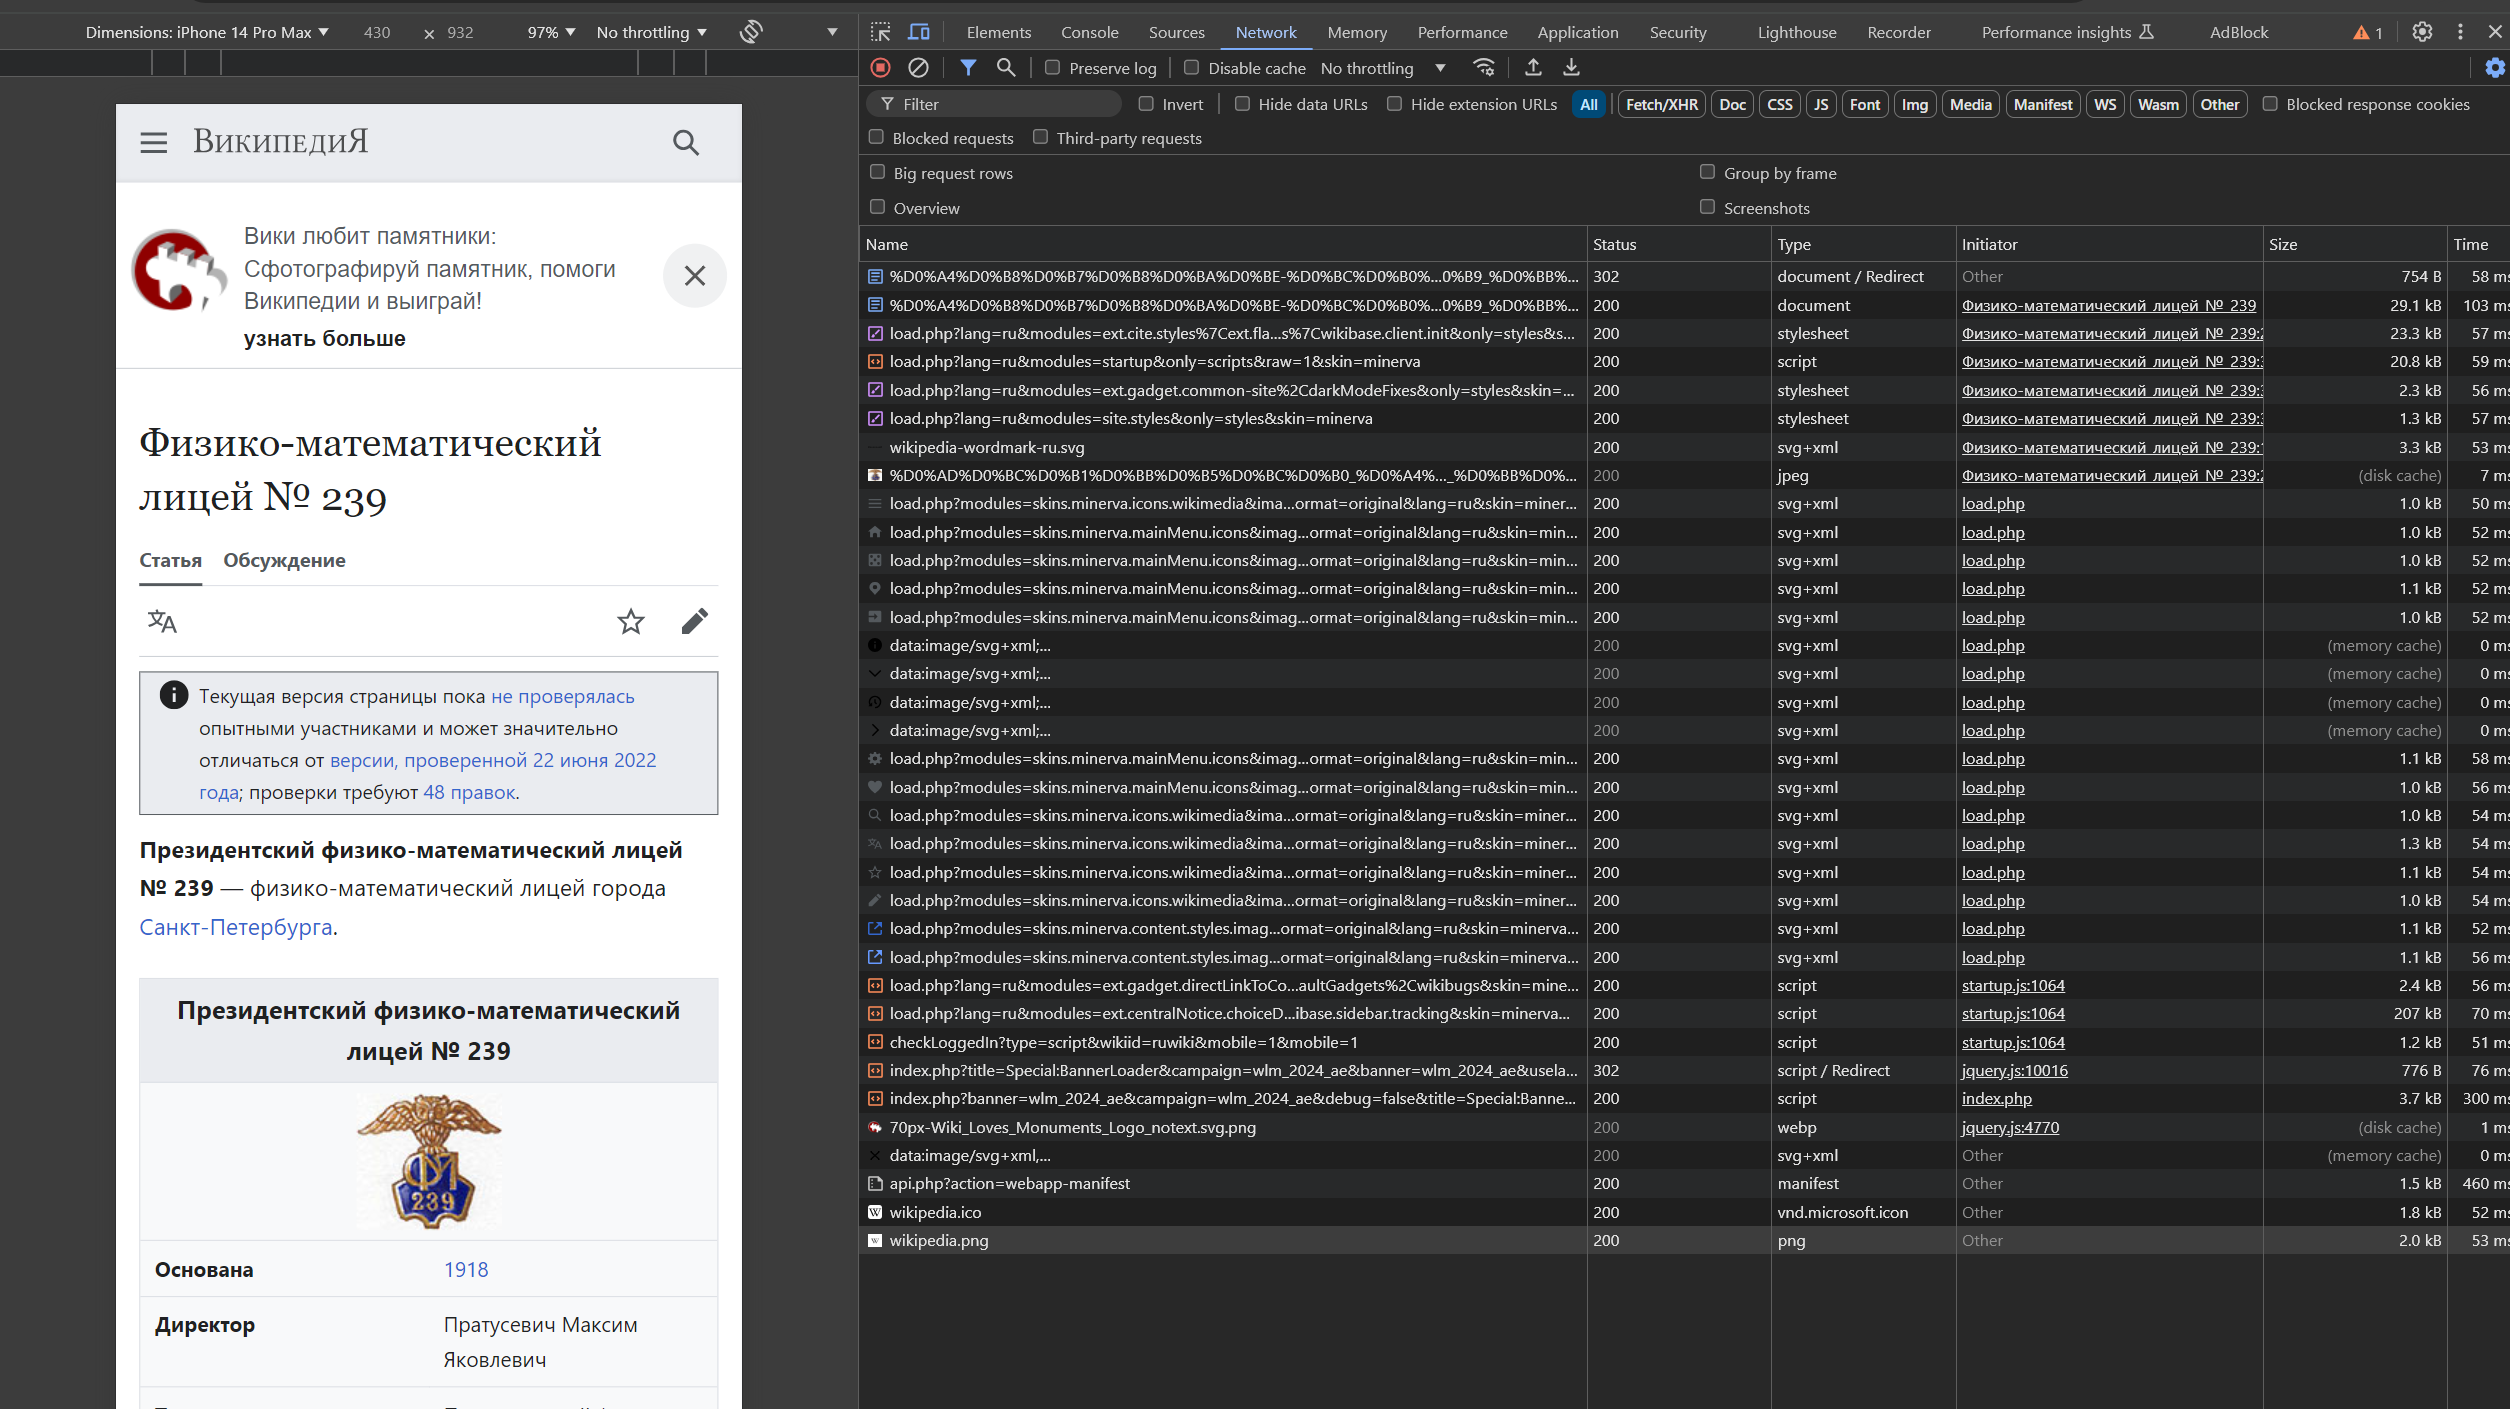 Dimensions: iPhone 14 Pro Max ▼ 430 × 932 97% ▼ No throttling ▼
ВикипедиЯ
Вики любит памятники:
Сфотографируй памятник, помоги
Википедии и выиграй!
узнать больше
Физико-математический
лицей № 239
Статья Обсуждение
Текущая версия страницы пока не проверялась
опытными участниками и может значительно
отличаться от версии, проверенной 22 июня 2022
года; проверки требуют 48 правок.
Президентский физико-математический лицей
№ 239 — физико-математический лицей города
Санкт-Петербурга.
Президентский физико-математический
лицей № 239
239
Основана 1918
Директор Пратусевич Максим
Яковлевич
Elements Console Sources Network Memory Performance Application Security Lighthouse Recorder Performance insights AdBlock 1
Preserve log Disable cache No throttling
Filter Invert Hide data URLs Hide extension URLs All Fetch/XHR Doc CSS JS Font Img Media Manifest WS Wasm Other Blocked response cookies
Blocked requests Third-party requests
Big request rows Group by frame
Overview Screenshots
Name Status Type Initiator Size Time
%D0%A4%D0%B8%D0%B7%D0%B8%D0%BA%D0%BE-%D0%BC%D0%B0%...0%B9_%D0%BB%... 302 document / Redirect Other 754 B 58 ms
%D0%A4%D0%B8%D0%B7%D0%B8%D0%BA%D0%BE-%D0%BC%D0%B0%...0%B9_%D0%BB%... 200 document Физико-математический_лицей_№_239 29.1 kB 103 ms
load.php?lang=ru&modules=ext.cite.styles%7Cext.fla...s%7Cwikibase.client.init&only=styles&s... 200 stylesheet Физико-математический_лицей_№_239:2 23.3 kB 57 ms
load.php?lang=ru&modules=startup&only=scripts&raw=1&skin=minerva 200 script Физико-математический_лицей_№_239:3 20.8 kB 59 ms
load.php?lang=ru&modules=ext.gadget.common-site%2CdarkModeFixes&only=styles&skin=... 200 stylesheet Физико-математический_лицей_№_239:3 2.3 kB 56 ms
load.php?lang=ru&modules=site.styles&only=styles&skin=minerva 200 stylesheet Физико-математический_лицей_№_239:3 1.3 kB 57 ms
wikipedia-wordmark-ru.svg 200 svg+xml Физико-математический_лицей_№_239:1 3.3 kB 53 ms
%D0%AD%D0%BC%D0%B1%D0%BB%D0%B5%D0%BC%D0%B0_%D0%A4%..._%D0%BB%D0%... 200 jpeg Физико-математический_лицей_№_239:2 (disk cache) 7 ms
load.php?modules=skins.minerva.icons.wikimedia&ima...ormat=original&lang=ru&skin=miner... 200 svg+xml load.php 1.0 kB 50 ms
load.php?modules=skins.minerva.mainMenu.icons&imag...ormat=original&lang=ru&skin=min... 200 svg+xml load.php 1.0 kB 52 ms
load.php?modules=skins.minerva.mainMenu.icons&imag...ormat=original&lang=ru&skin=min... 200 svg+xml load.php 1.0 kB 52 ms
load.php?modules=skins.minerva.mainMenu.icons&imag...ormat=original&lang=ru&skin=min... 200 svg+xml load.php 1.1 kB 52 ms
load.php?modules=skins.minerva.mainMenu.icons&imag...ormat=original&lang=ru&skin=min... 200 svg+xml load.php 1.0 kB 52 ms
data:image/svg+xml;... 200 svg+xml load.php (memory cache) 0 ms
data:image/svg+xml;... 200 svg+xml load.php (memory cache) 0 ms
data:image/svg+xml;... 200 svg+xml load.php (memory cache) 0 ms
data:image/svg+xml;... 200 svg+xml load.php (memory cache) 0 ms
load.php?modules=skins.minerva.mainMenu.icons&imag...ormat=original&lang=ru&skin=min... 200 svg+xml load.php 1.1 kB 58 ms
load.php?modules=skins.minerva.mainMenu.icons&imag...ormat=original&lang=ru&skin=min... 200 svg+xml load.php 1.0 kB 56 ms
load.php?modules=skins.minerva.icons.wikimedia&ima...ormat=original&lang=ru&skin=miner... 200 svg+xml load.php 1.0 kB 54 ms
load.php?modules=skins.minerva.icons.wikimedia&ima...ormat=original&lang=ru&skin=miner... 200 svg+xml load.php 1.3 kB 54 ms
load.php?modules=skins.minerva.icons.wikimedia&ima...ormat=original&lang=ru&skin=miner... 200 svg+xml load.php 1.1 kB 54 ms
load.php?modules=skins.minerva.icons.wikimedia&ima...ormat=original&lang=ru&skin=miner... 200 svg+xml load.php 1.0 kB 54 ms
load.php?modules=skins.minerva.content.styles.imag...ormat=original&lang=ru&skin=minerva... 200 svg+xml load.php 1.1 kB 52 ms
load.php?modules=skins.minerva.content.styles.imag...ormat=original&lang=ru&skin=minerva... 200 svg+xml load.php 1.1 kB 56 ms
load.php?lang=ru&modules=ext.gadget.directLinkToCo...aultGadgets%2Cwikibugs&skin=mine... 200 script startup.js:1064 2.4 kB 56 ms
load.php?lang=ru&modules=ext.centralNotice.choiceD...ibase.sidebar.tracking&skin=minerva... 200 script startup.js:1064 207 kB 70 ms
checkLoggedIn?type=script&wikiid=ruwiki&mobile=1&mobile=1 200 script startup.js:1064 1.2 kB 51 ms
index.php?title=Special:BannerLoader&campaign=wlm_2024_ae&banner=wlm_2024_ae&usela... 302 script / Redirect jquery.js:10016 776 B 76 ms
index.php?banner=wlm_2024_ae&campaign=wlm_2024_ae&debug=false&title=Special:Banne... 200 script index.php 3.7 kB 300 ms
70px-Wiki_Loves_Monuments_Logo_notext.svg.png 200 webp jquery.js:4770 (disk cache) 1 ms
data:image/svg+xml,... 200 svg+xml Other (memory cache) 0 ms
api.php?action=webapp-manifest 200 manifest Other 1.5 kB 460 ms
wikipedia.ico 200 vnd.microsoft.icon Other 1.8 kB 52 ms
wikipedia.png 200 png Other 2.0 kB 53 ms